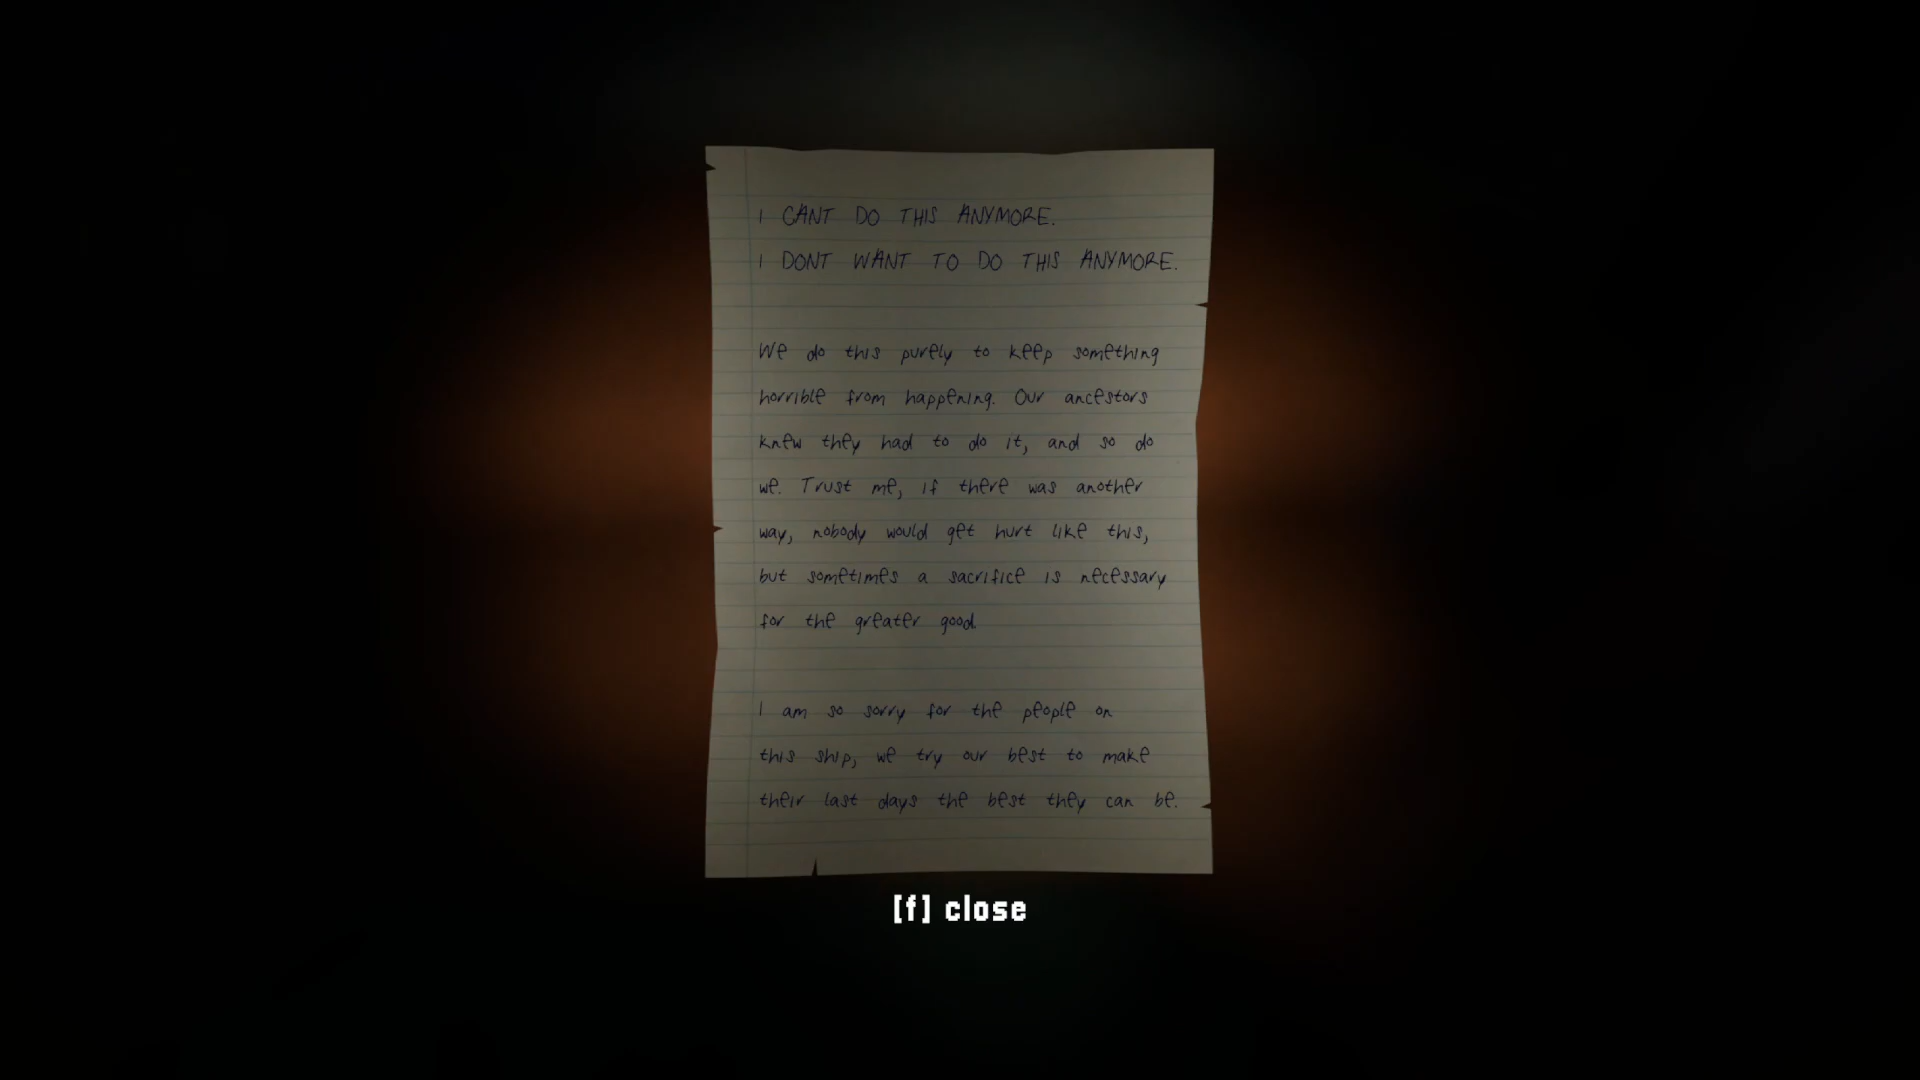 I CANT DO THIS ANYMORE.
I DONT WANT TO DO THIS ANYMORE.
We do this purely to keep something
horrible from happening. Our ancestors
knew they had to do it, and so do
we. Trust me, if there was another
way, nobody would get hurt like this,
but sometimes a sacrifice is necessary
for the greater good.
I am so sorry for the people on
this ship, we try our best to make
their last days the best they can be.
[f] close